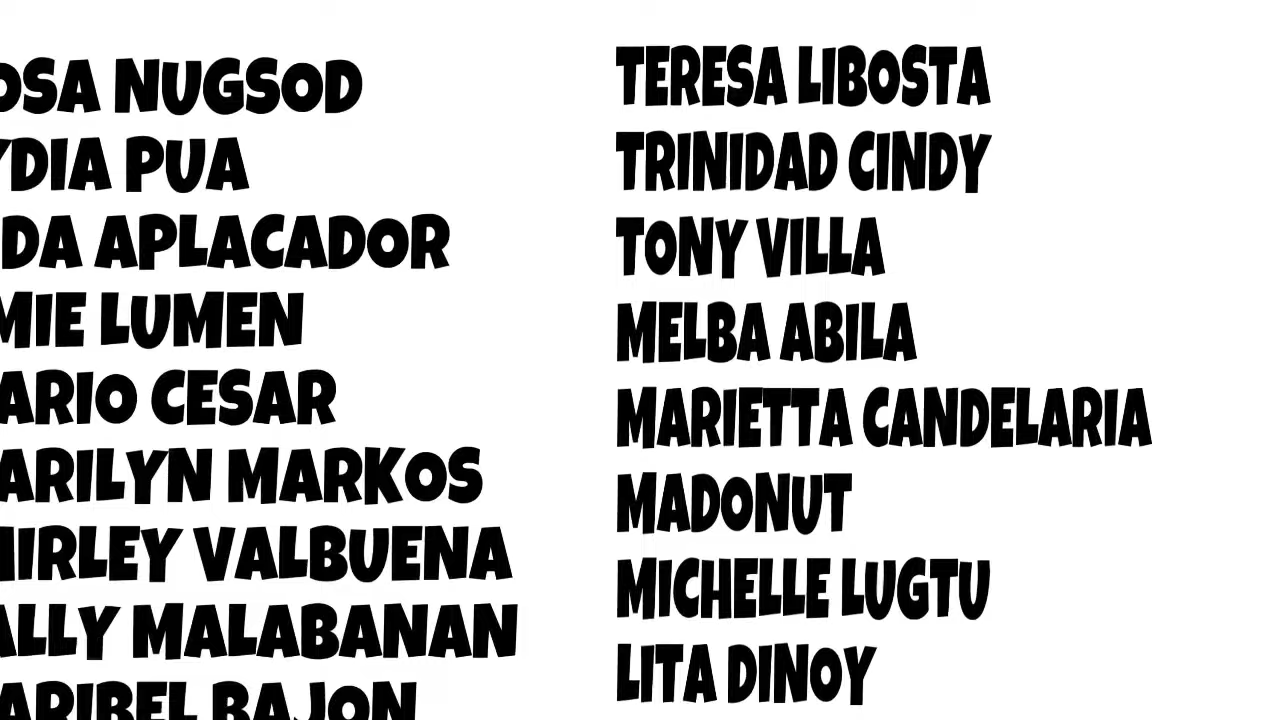 OSA NUGSOD
YDIA PUA
DA APLACADOR
MIE LUMEN
ARIO CESAR
ARILYN MARKOS
HIRLEY VALBUENA
ALLY MALABANAN
ARIBEL BAJON
TERESA LIBOSTA
TRINIDAD CINDY
TONY VILLA
MELBA ABILA
MARIETTA CANDELARIA
MADONUT
MICHELLE LUGTU
LITA DINOY